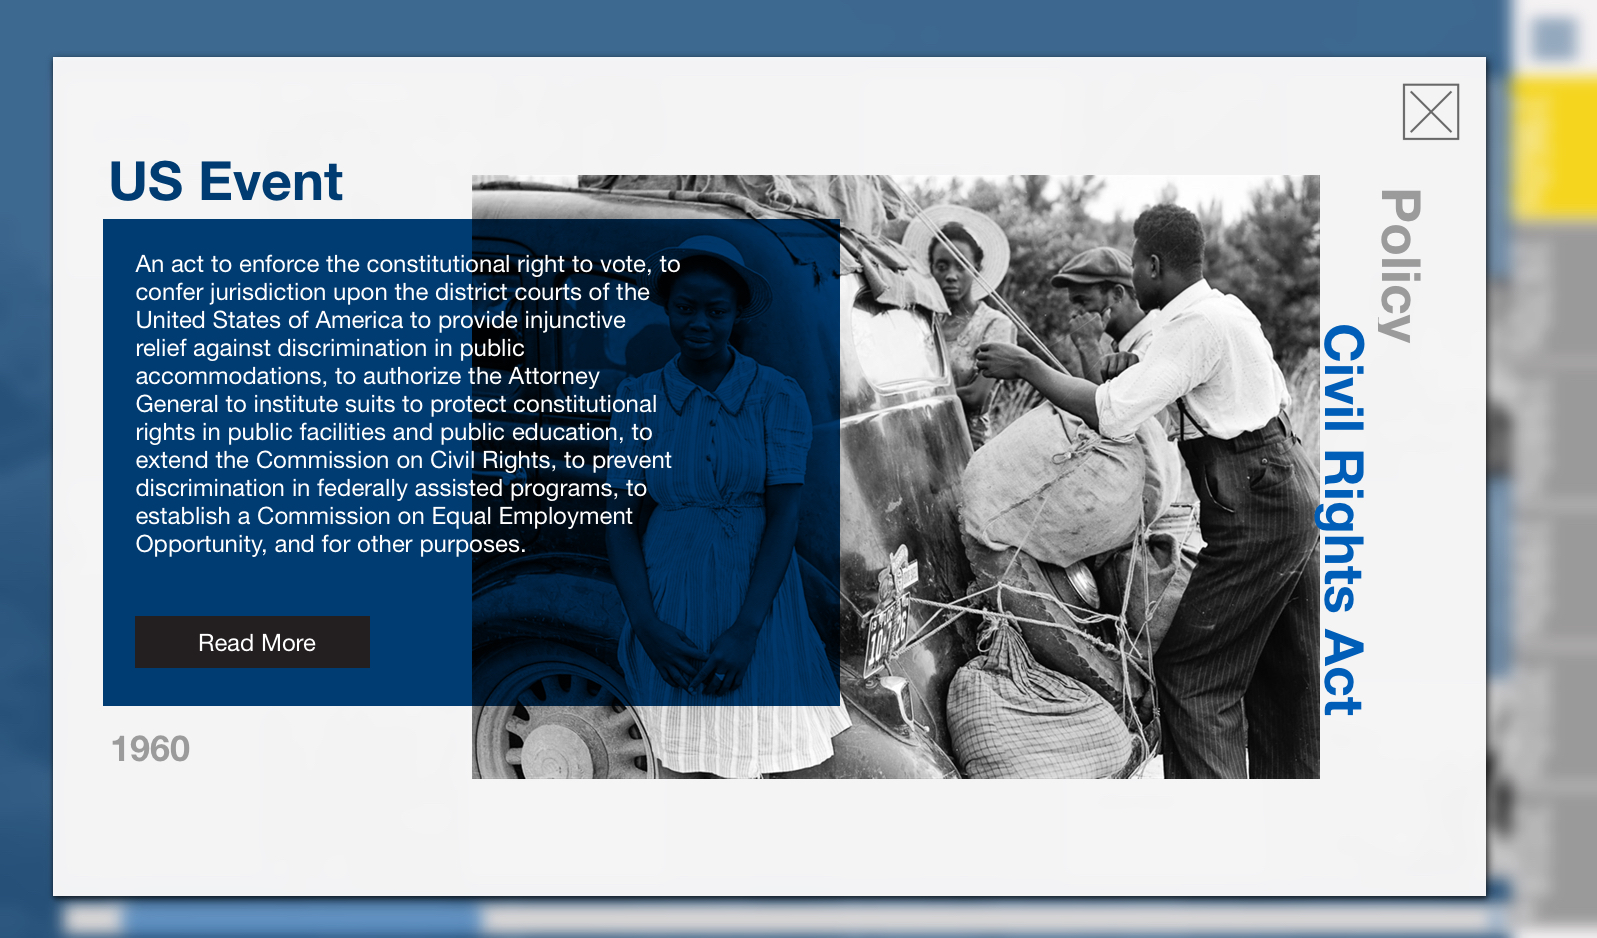 US Event
An act to enforce the constitutional right to vote, to
confer jurisdiction upon the district courts of the
United States of America to provide injunctive
relief against discrimination in public
accommodations, to authorize the Attorney
General to institute suits to protect constitutional
rights in public facilities and public education, to
extend the Commission on Civil Rights, to prevent
discrimination in federally assisted programs, to
establish a Commission on Equal Employment
Opportunity, and for other purposes.
Read More
1960
Policy
Civil Rights Act